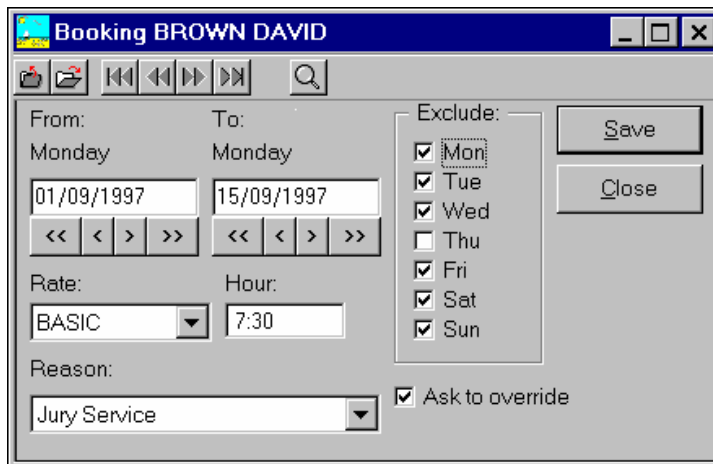 Booking BROWN DAVID
From: To:
Monday Monday
01/09/1997 15/09/1997
<< < > >> << < > >>
Rate: Hour:
BASIC 7:30
Reason:
Jury Service
Exclude:
Mon
Tue
Wed
Thu
Fri
Sat
Sun
Ask to override
Save
Close